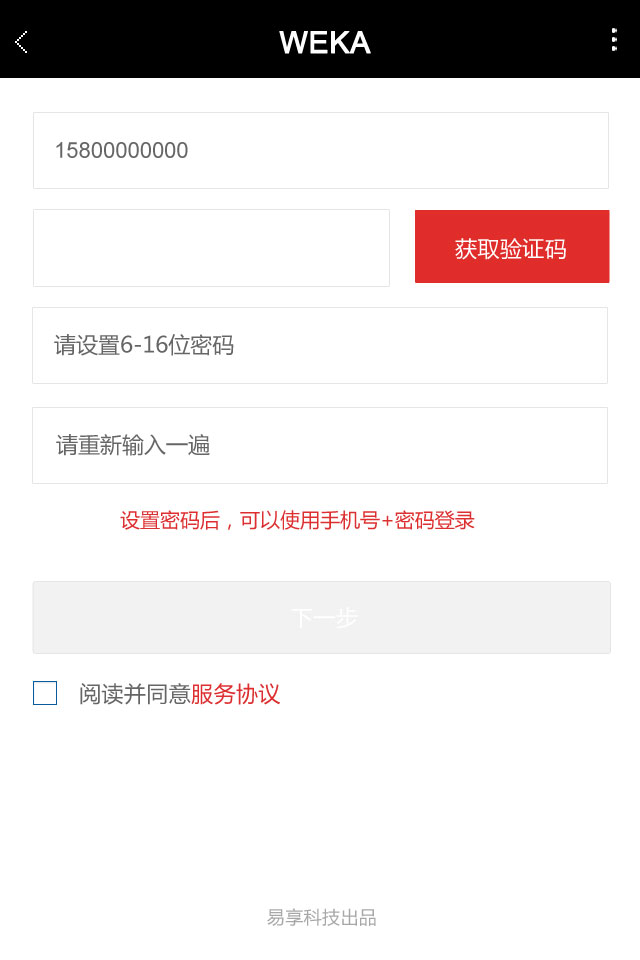 WEKA
15800000000
获取验证码
请设置6-16位密码
请重新输入一遍
设置密码后，可以使用手机号+密码登录
下一步
阅读并同意服务协议
易享科技出品